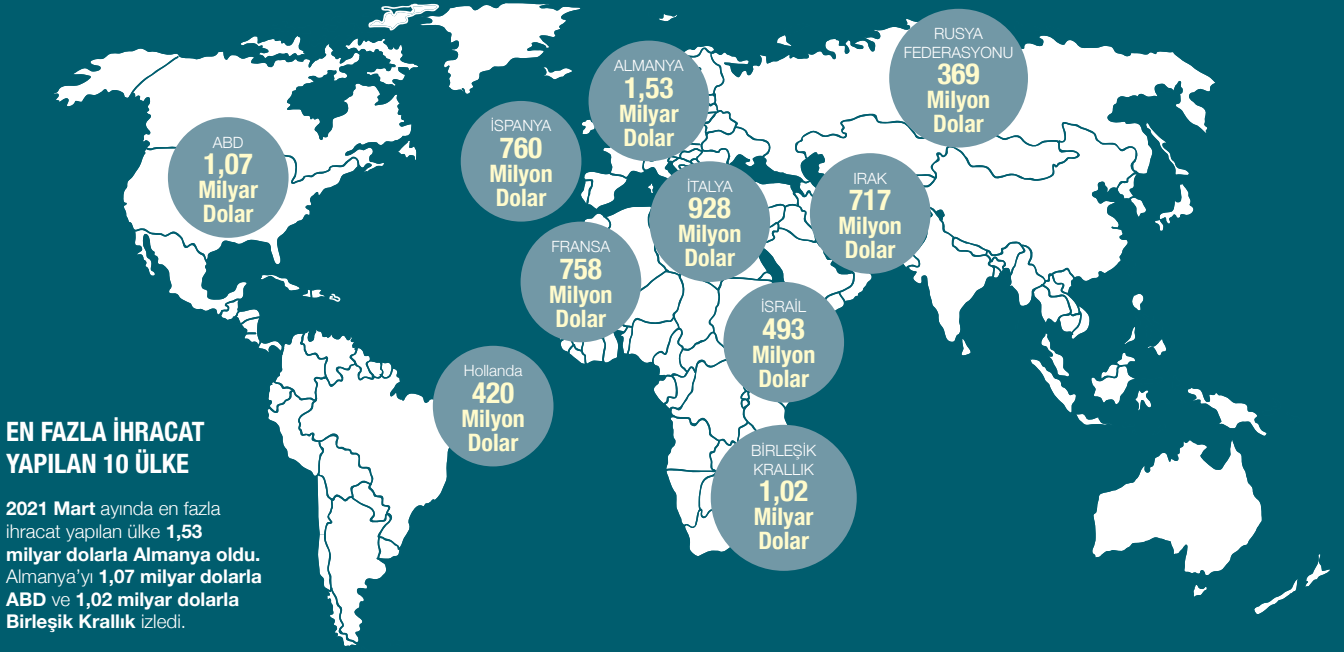 RUSYA
FEDERASYONU
369
Milyon
Dolar
ALMANYA
1,53
Milyar
Dolar
İSPANYA
760
Milyon
Dolar
ABD
1,07
Milyar
Dolar
İTALYA
928
Milyon
Dolar
IRAK
717
Milyon
Dolar
FRANSA
758
Milyon
Dolar
İSRAİL
493
Milyon
Dolar
Hollanda
420
Milyon
Dolar
BİRLEŞİK
KRALLIK
1,02
Milyar
Dolar
EN FAZLA İHRACAT
YAPILAN 10 ÜLKE
2021 Mart ayında en fazla
ihracat yapılan ülke 1,53
milyar dolarla Almanya oldu.
Almanya’yı 1,07 milyar dolarla
ABD ve 1,02 milyar dolarla
Birleşik Krallık izledi.